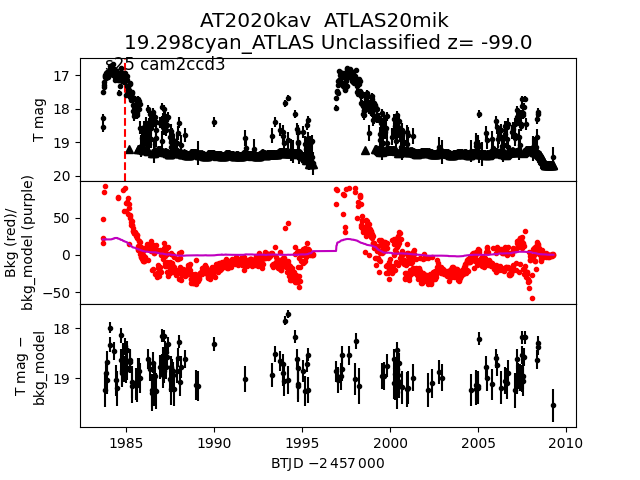 AT2020kav  ATLAS20mik
19.298cyan_ATLAS Unclassified z= -99.0
s25 cam2ccd3
17
18
19
20
T mag
50
0
−50
Bkg (red)/
bkg_model (purple)
18
19
T mag −
bkg_model
1985
1990
1995
2000
2005
2010
BTJD −2 457 000